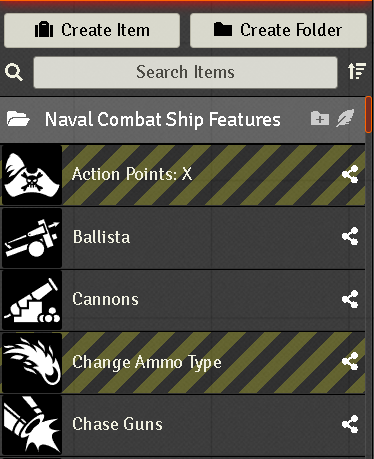 Create Item
Create Folder
Search Items
Naval Combat Ship Features
Action Points: X
Ballista
Cannons
Change Ammo Type
Chase Guns